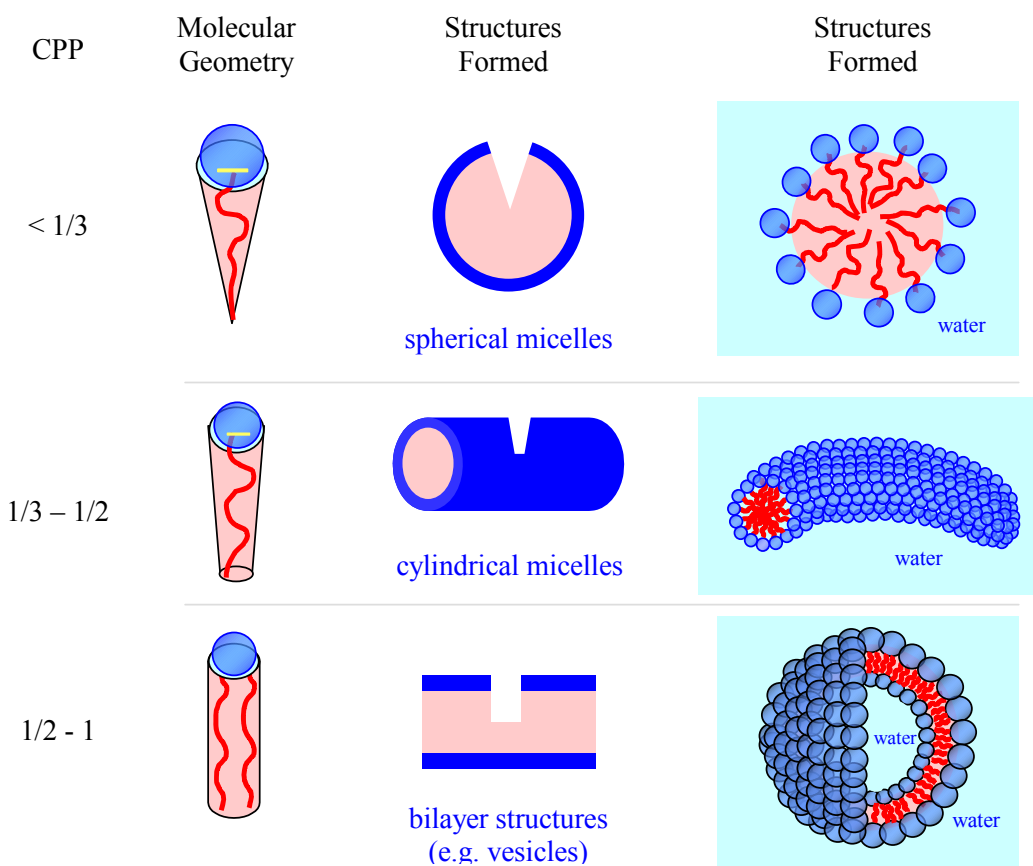 CPP
Molecular
Geometry
Structures
Formed
Structures
Formed
< 1/3
spherical micelles
water
1/3 – 1/2
cylindrical micelles
water
1/2 - 1
bilayer structures
(e.g. vesicles)
water
water